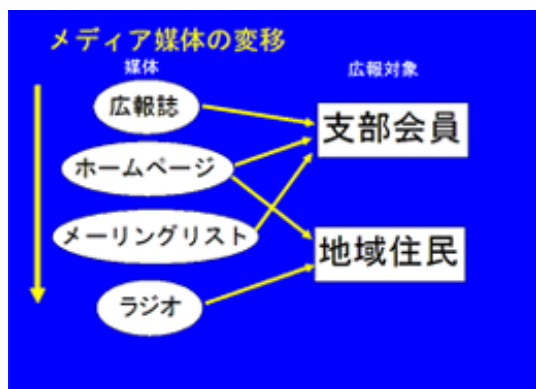 メディア媒体の変移
媒体
広報対象
広報誌
支部会員
ホームページ
メーリングリスト
地域住民
ラジオ